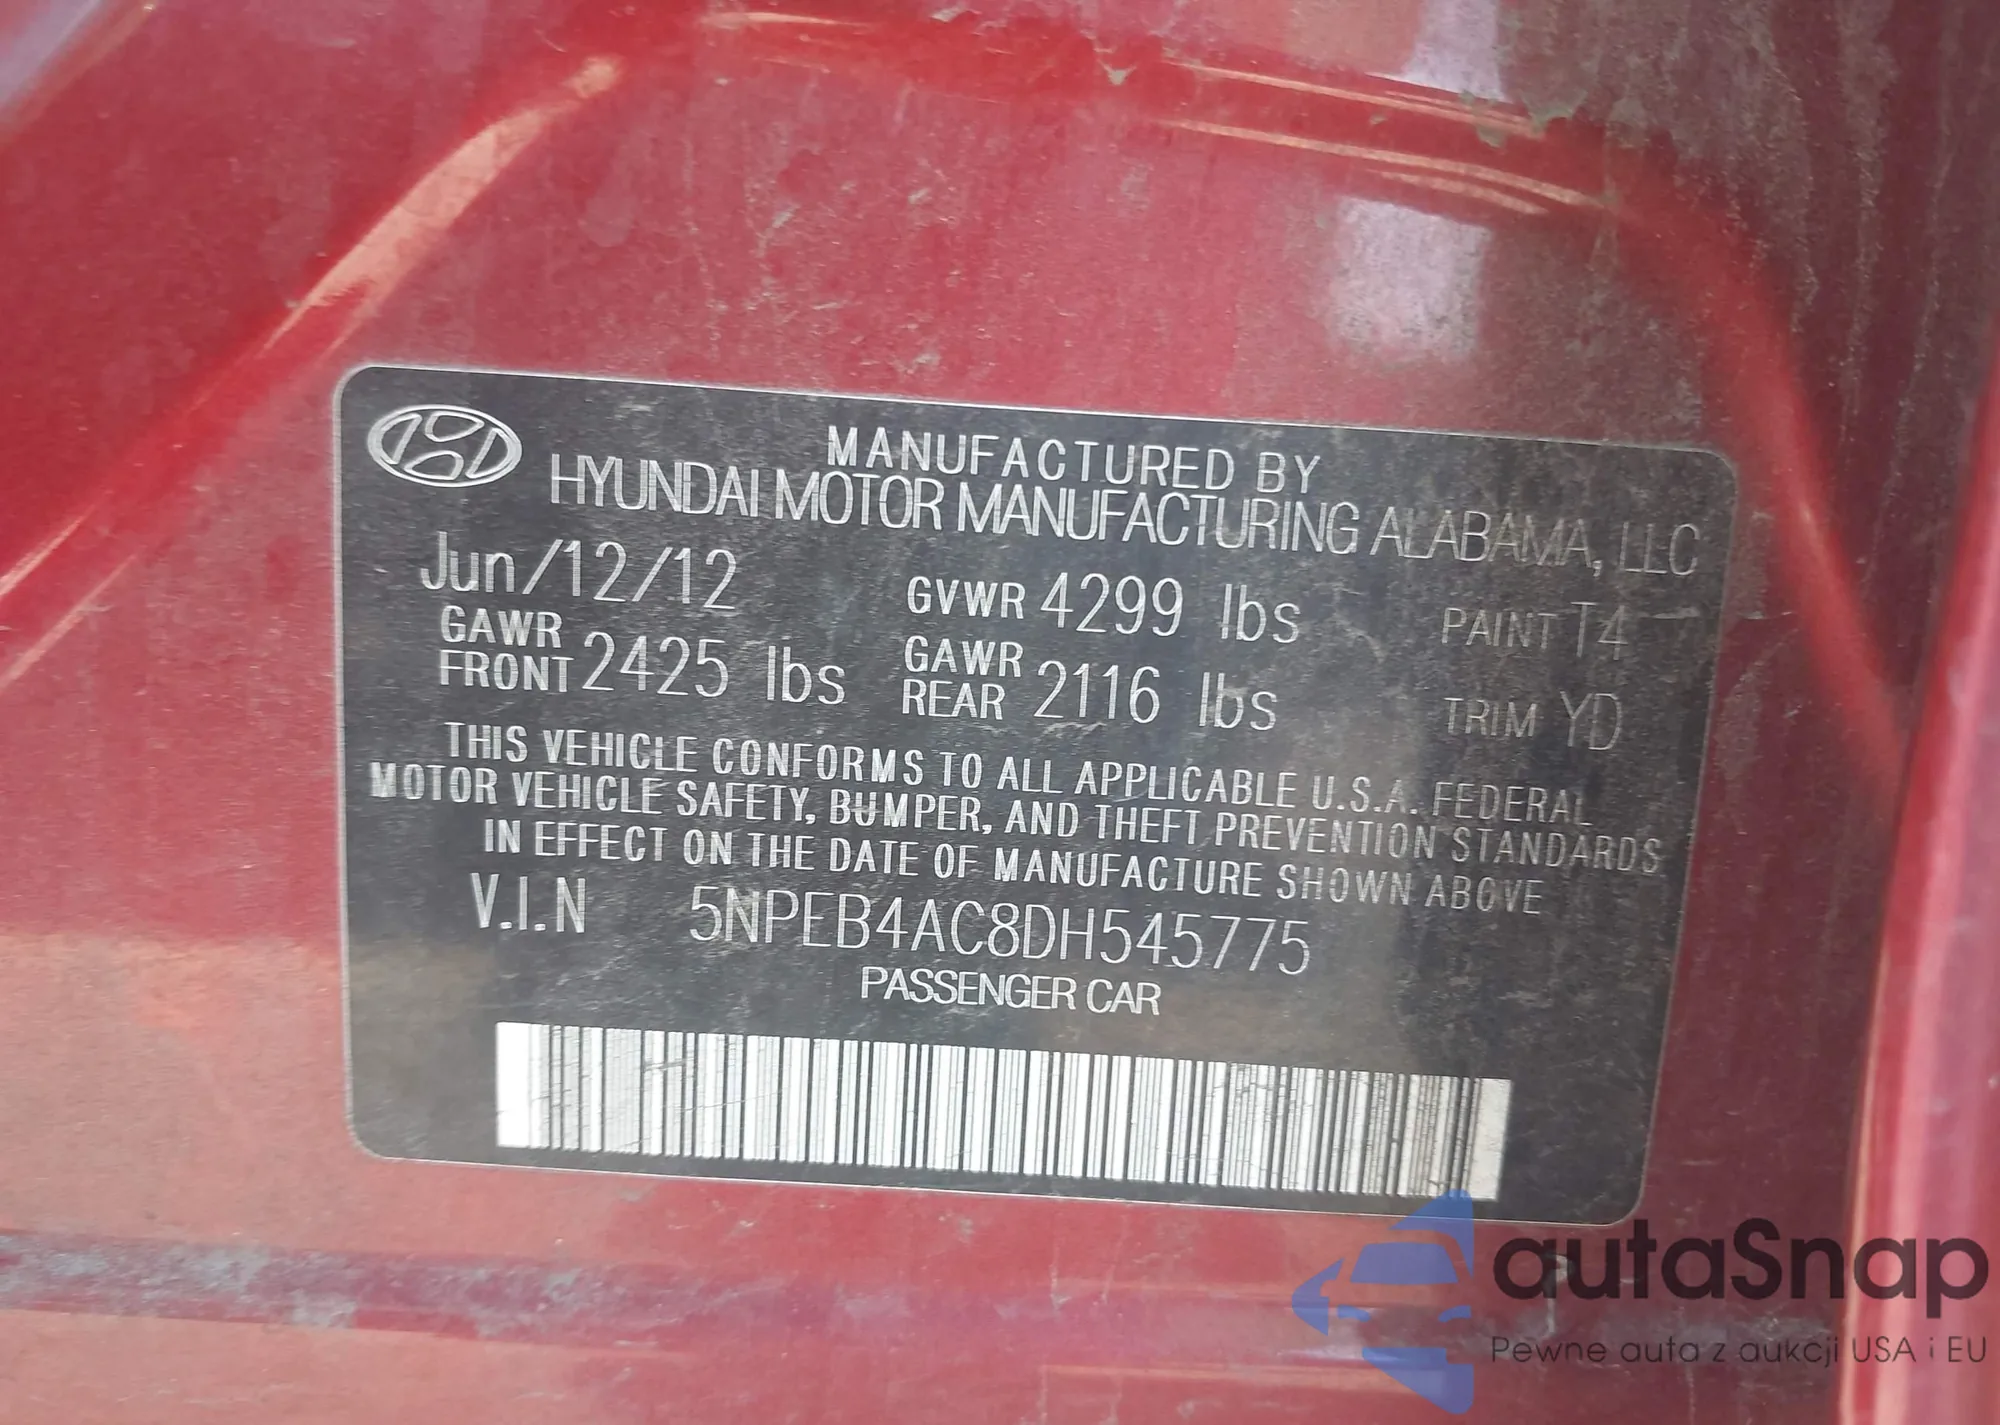 MANUFACTURED BY
HYUNDAI MOTOR MANUFACTURING ALABAMA, LLC
Jun/12/12 GVWR 4299 lbs PAINT T4
GAWR FRONT 2425 lbs GAWR REAR 2116 lbs TRIM YD
THIS VEHICLE CONFORMS TO ALL APPLICABLE U.S.A. FEDERAL
MOTOR VEHICLE SAFETY, BUMPER, AND THEFT PREVENTION STANDARDS
IN EFFECT ON THE DATE OF MANUFACTURE SHOWN ABOVE
V.I.N 5NPEB4AC8DH545775
PASSENGER CAR
autaSnap
Pewne auta z aukcji USA i EU